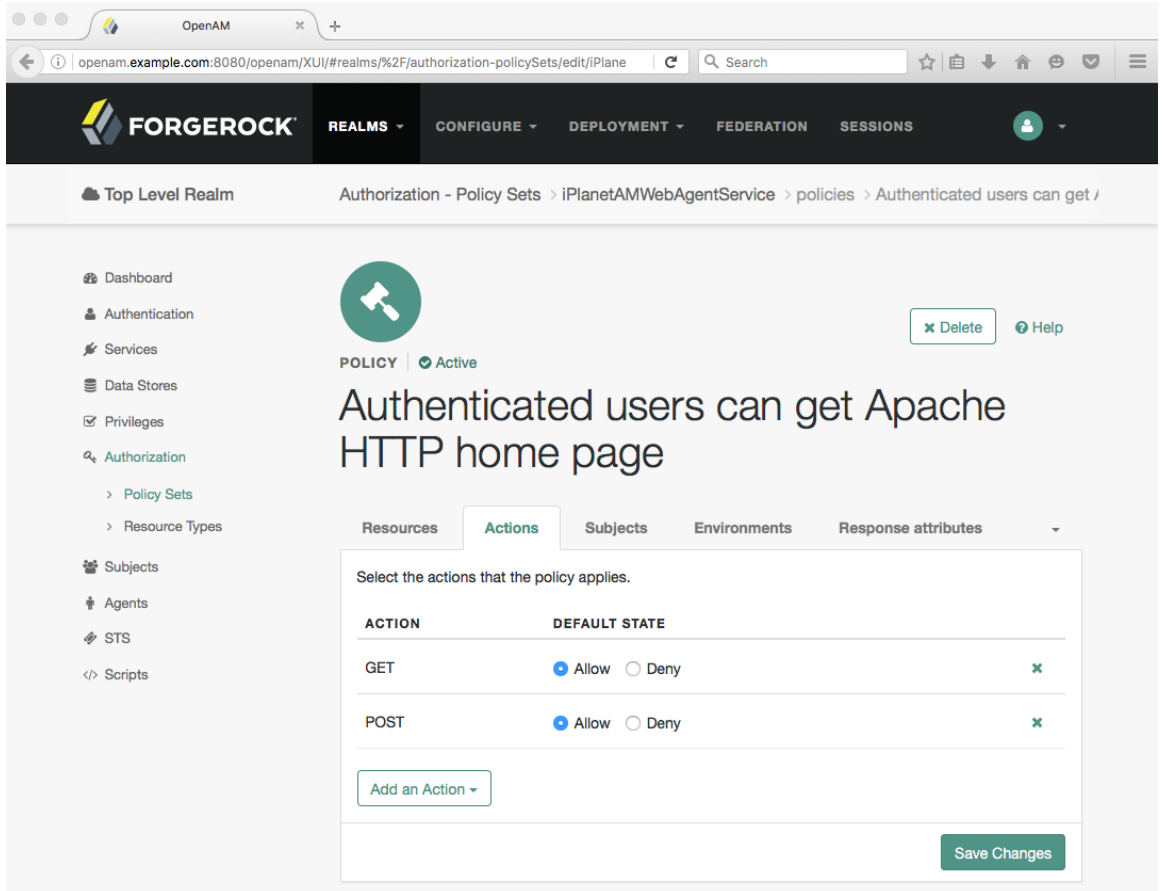 OpenAM
openam.example.com:8080/openam/XUI/#realms/%2F/authorization-policySets/edit/iPlane
Search
FORGEROCK
REALMS CONFIGURE DEPLOYMENT FEDERATION SESSIONS
Top Level Realm
Authorization - Policy Sets > iPlanetAMWebAgentService > policies > Authenticated users can get
Dashboard
Authentication
Services
Data Stores
Privileges
Authorization
> Policy Sets
> Resource Types
Subjects
Agents
STS
</> Scripts
Delete Help
POLICY Active
Authenticated users can get Apache
HTTP home page
Resources Actions Subjects Environments Response attributes
Select the actions that the policy applies.
ACTION DEFAULT STATE
GET Allow Deny
POST Allow Deny
Add an Action
Save Changes